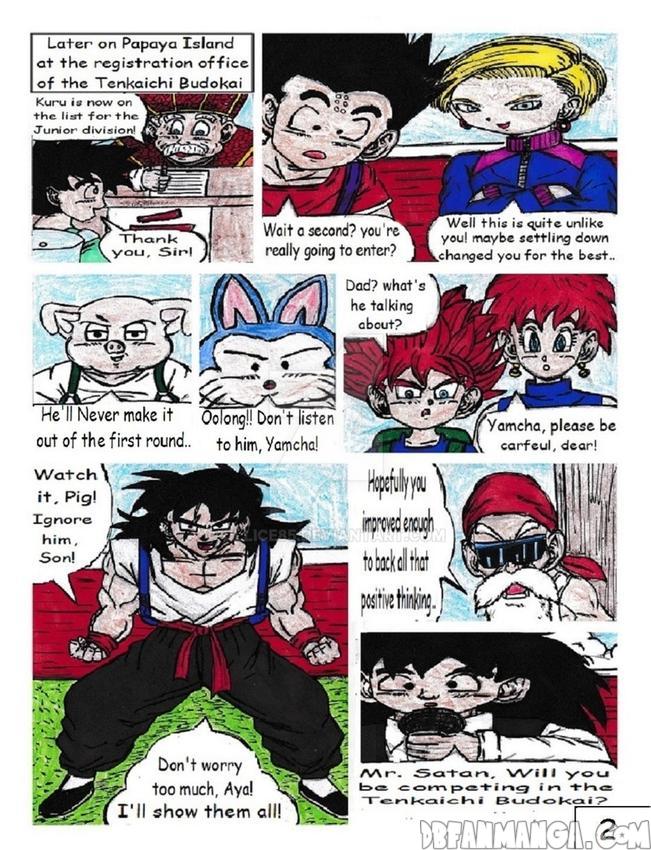 Later on Papaya Island
at the registration office
of the Tenkaichi Budokai
Kuru is now on
the list for the
Junior division!
Thank
you, Sir!
Wait a second? you're
really going to enter?
Well this is quite unlike
you! maybe settling down
changed you for the best..
He'll Never make it
out of the first round..
Oolong!! Don't listen
to him, Yamcha!
Dad? what's
he talking
about?
Yamcha, please be
carfeul, dear!
Watch
it, Pig!
Ignore
him,
Son!
Don't worry
too much, Aya!
I'll show them all!
Hopefully you
improved enough
to back all that
positive thinking..
Mr. Satan, Will you
be competing in the
Tenkaichi Budokai?
2
DBFANMANGA.COM